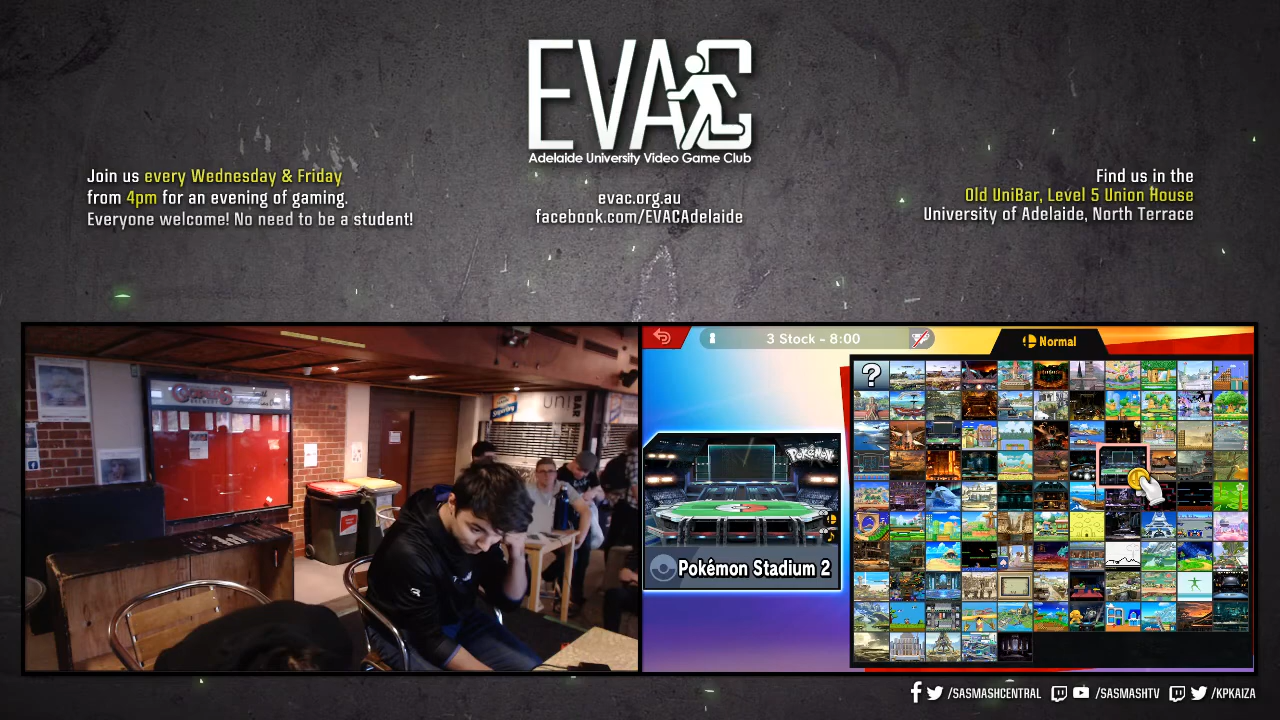 EVAC
Adelaide University Video Game Club
Join us every Wednesday & Friday
from 4pm for an evening of gaming.
Everyone welcome! No need to be a student!
evac.org.au
facebook.com/EVACAdelaide
Find us in the
Old UniBar, Level 5 Union House
University of Adelaide, North Terrace
UNIBAR
3 Stock - 8:00
Normal
?
POKéMON
Pokémon Stadium 2
/SASMASHCENTRAL
/SASMASHTV
/KPKAIZA